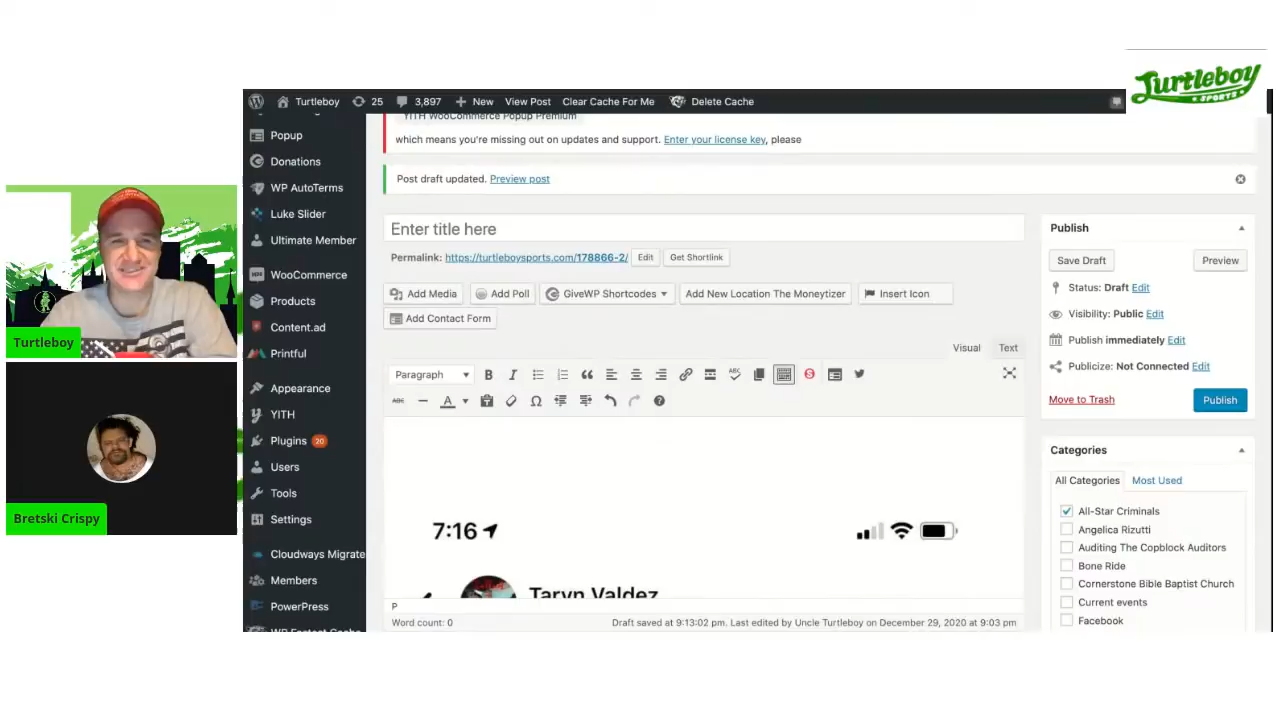 Turtleboy
SPORTS
Turtleboy 25 3,897 New View Post Clear Cache For Me Delete Cache
Popup
Donations
WP AutoTerms
Luke Slider
Ultimate Member
WooCommerce
Products
Content.ad
Printful
Appearance
YITH
Plugins 20
Users
Tools
Settings
Cloudways Migrate
Members
PowerPress
WP Fastest Cache
YITH WooCommerce Popup Premium
which means you're missing out on updates and support. Enter your license key, please
Post draft updated. Preview post
Enter title here
Permalink: https://turtleboysports.com/178866-2/ Edit Get Shortlink
Add Media Add Poll GiveWP Shortcodes Add New Location The Moneytizer Insert Icon
Add Contact Form
Visual Text
Paragraph B I
ABC A
7:16
Taryn Valdez
P
Word count: 0 Draft saved at 9:13:02 pm. Last edited by Uncle Turtleboy on December 29, 2020 at 9:03 pm
Publish
Save Draft Preview
Status: Draft Edit
Visibility: Public Edit
Publish immediately Edit
Publicize: Not Connected Edit
Move to Trash Publish
Categories
All Categories Most Used
All-Star Criminals
Angelica Rizutti
Auditing The Copblock Auditors
Bone Ride
Cornerstone Bible Baptist Church
Current events
Facebook
Turtleboy
Bretski Crispy